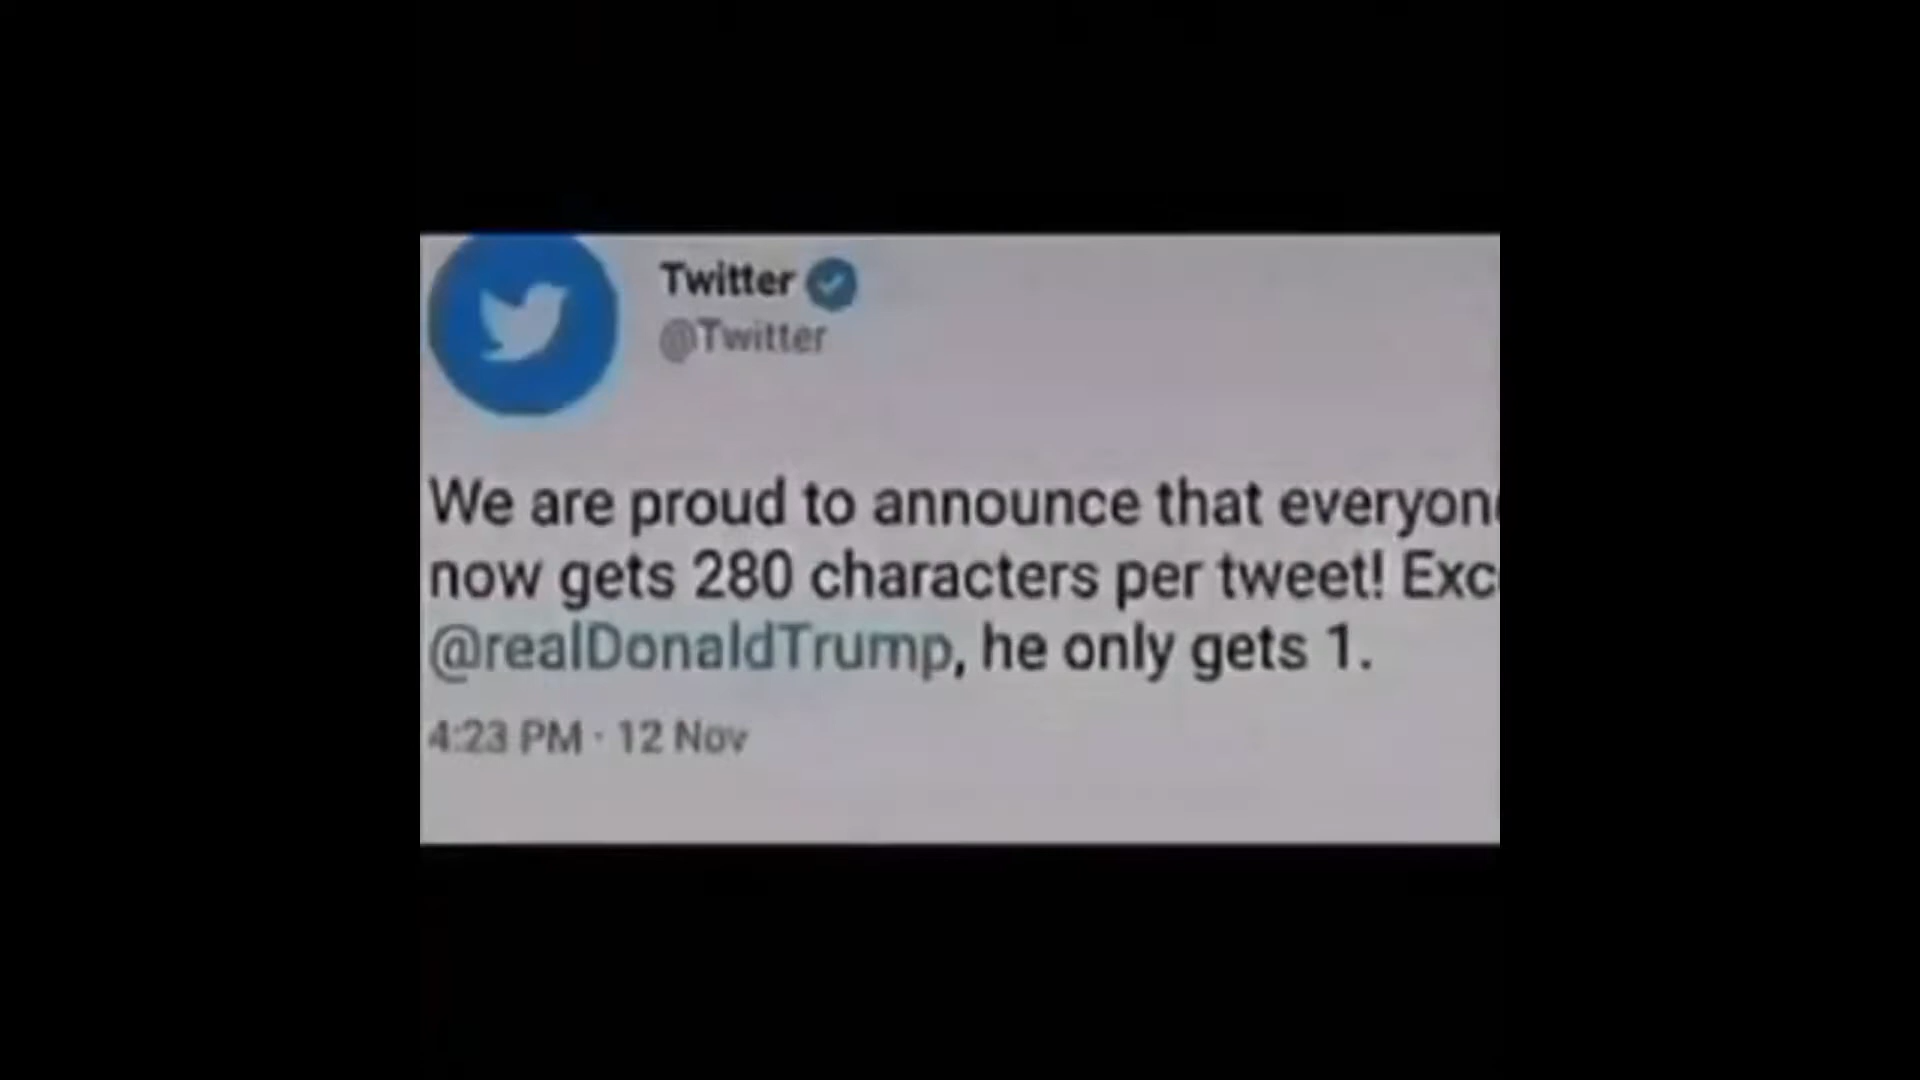 Twitter
@Twitter
We are proud to announce that everyon
now gets 280 characters per tweet! Exc
@realDonaldTrump, he only gets 1.
4:23 PM · 12 Nov